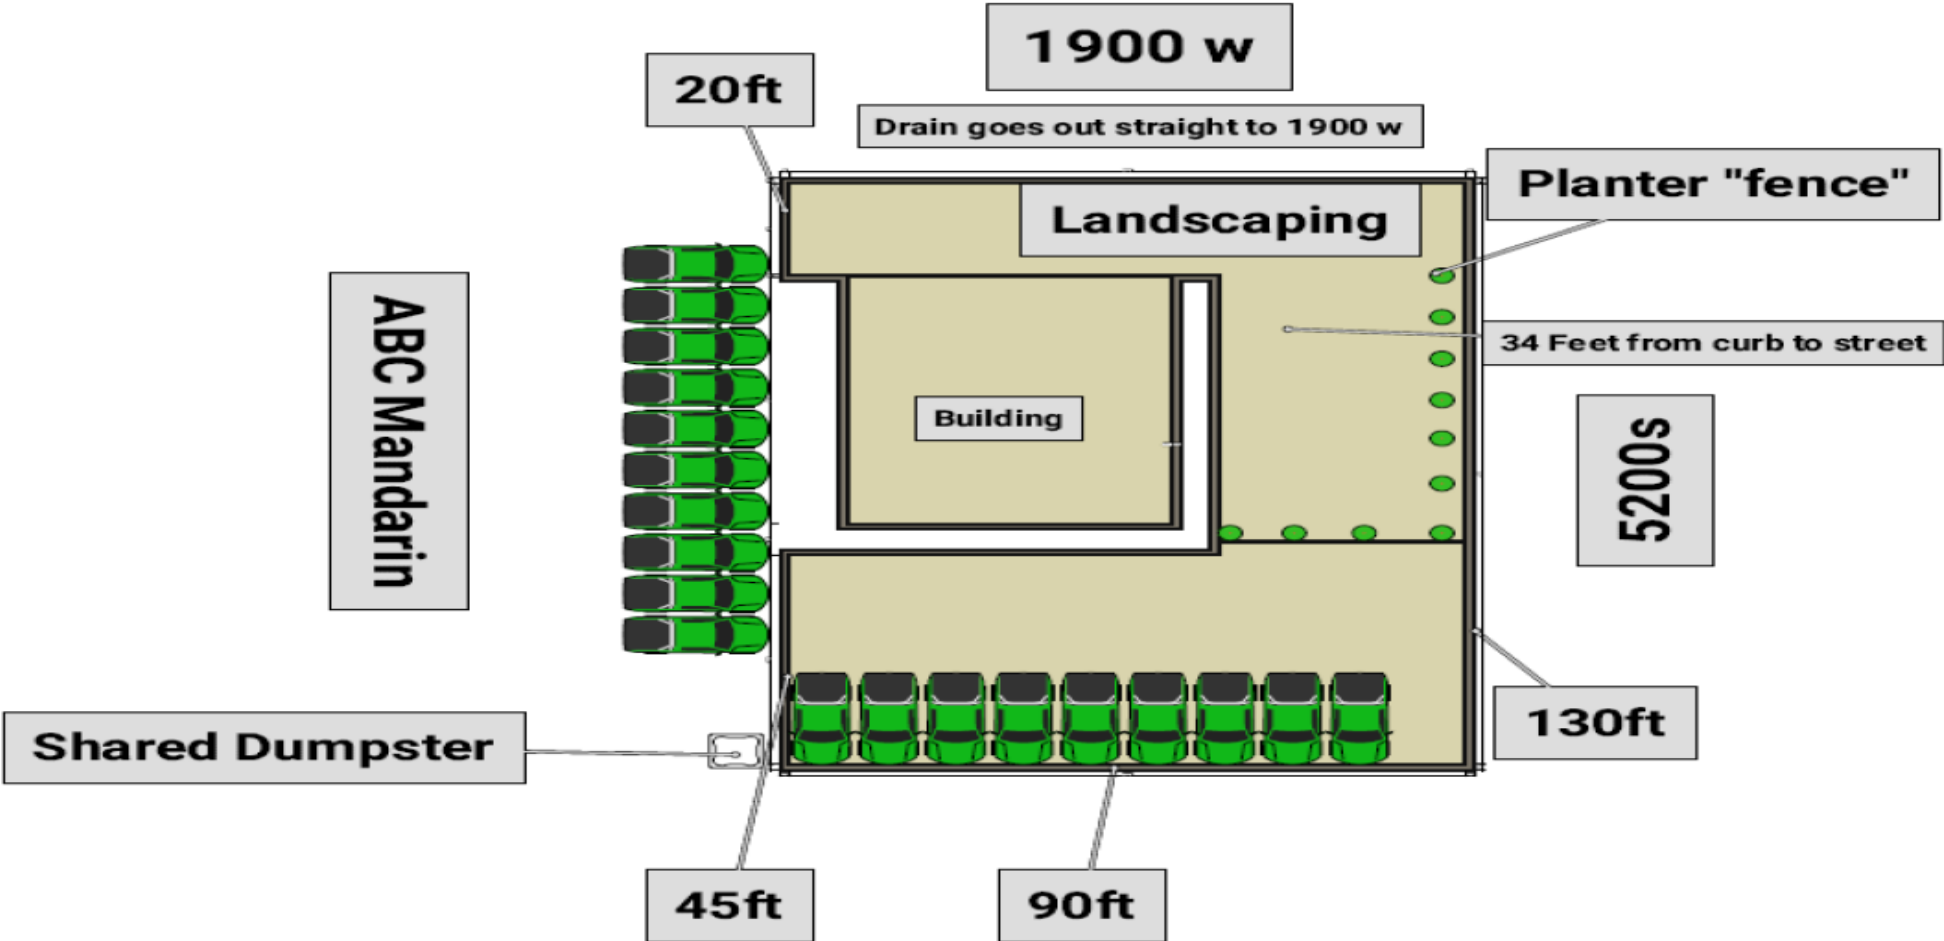 1900 w
20ft
Drain goes out straight to 1900 w
Planter "fence"
Landscaping
34 Feet from curb to street
ABC Mandarin
Building
5200s
Shared Dumpster
130ft
45ft
90ft